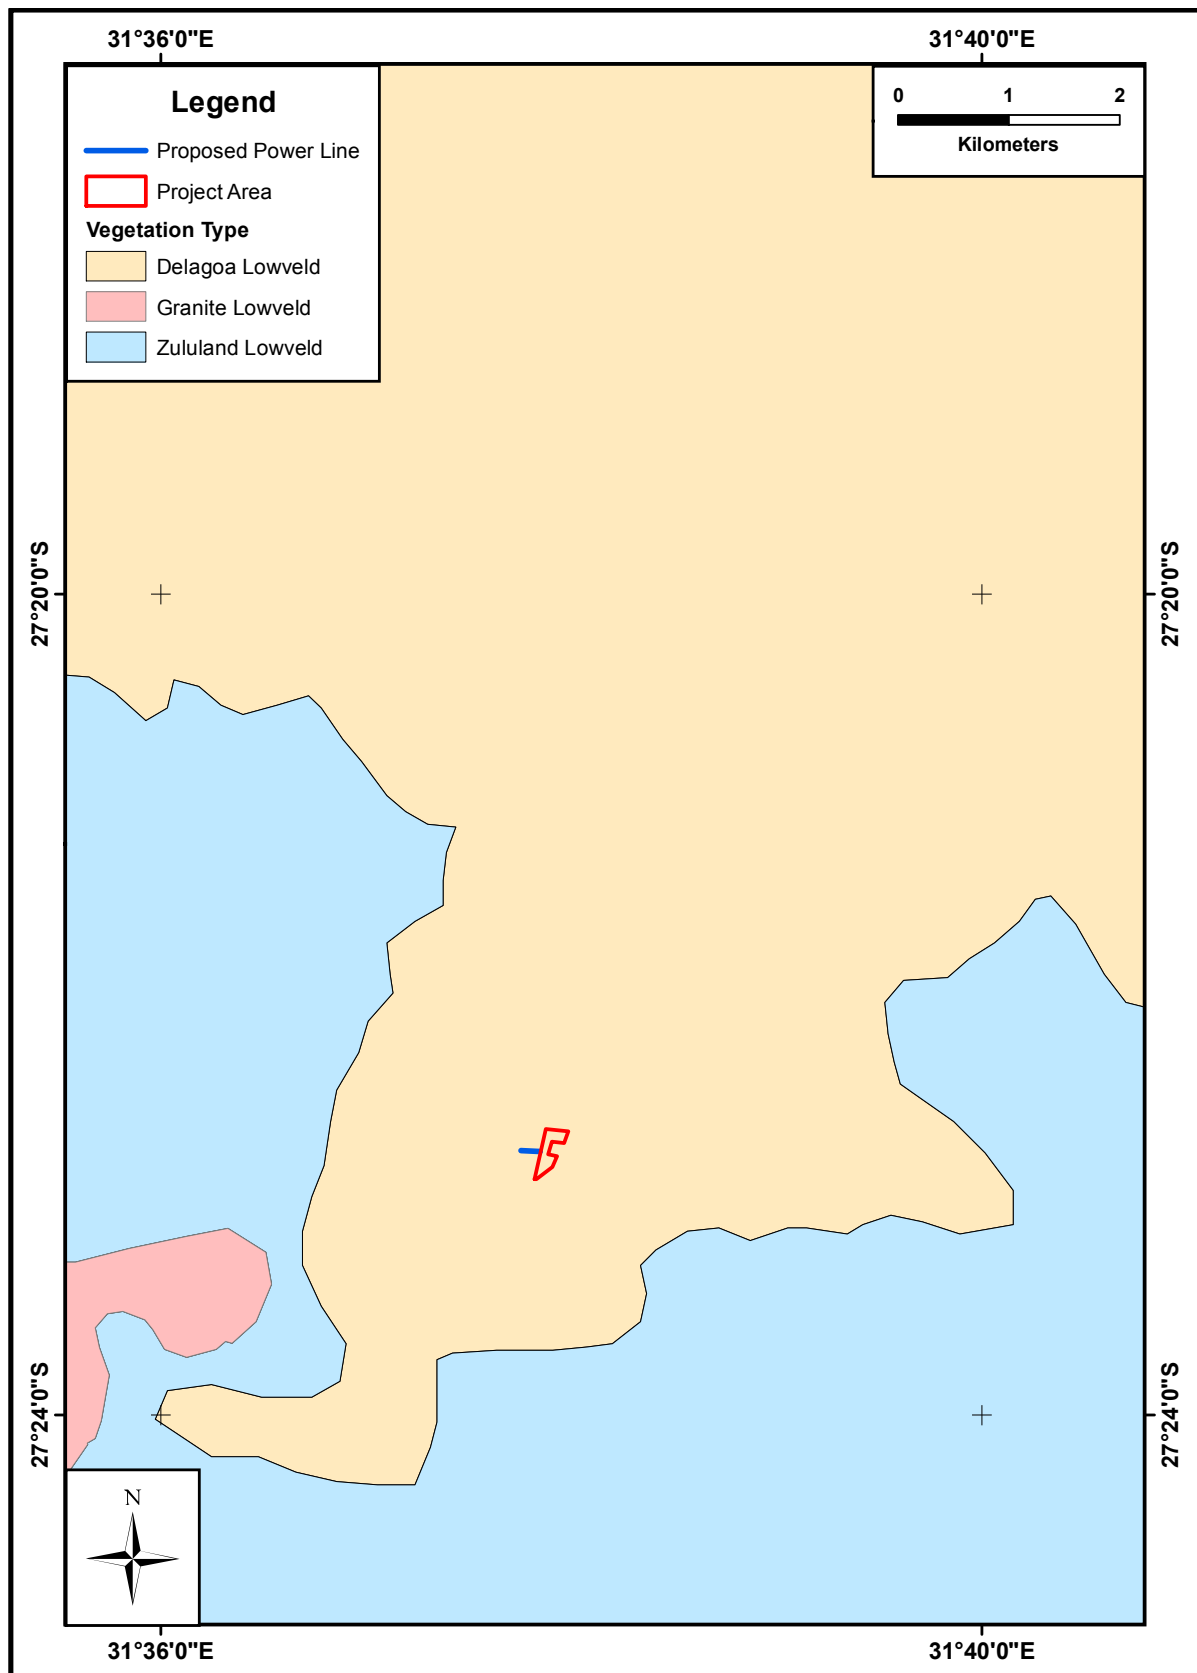 31°36'0"E
31°40'0"E
Legend
Proposed Power Line
Project Area
Vegetation Type
Delagoa Lowveld
Granite Lowveld
Zululand Lowveld
0 1 2
Kilometers
27°20'0"S
27°20'0"S
27°24'0"S
27°24'0"S
N
31°36'0"E
31°40'0"E